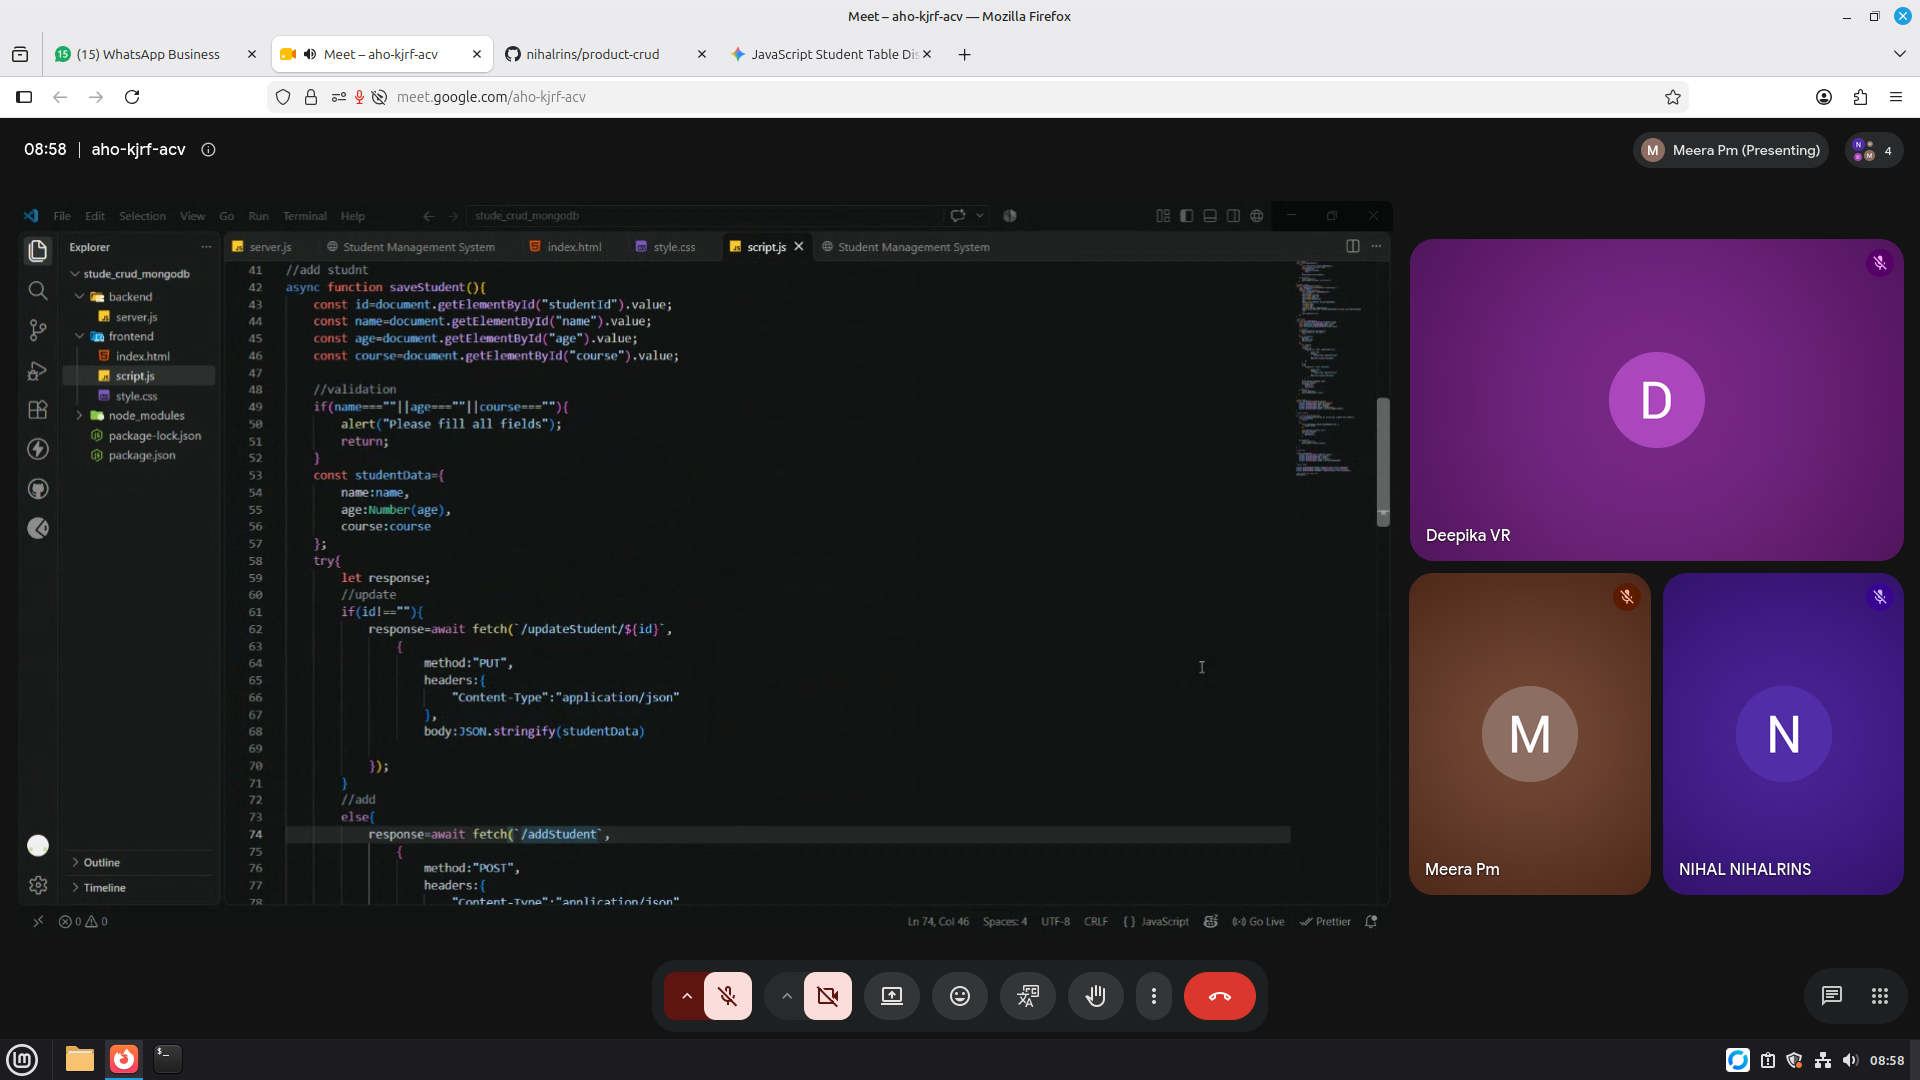 Meet – aho-kjrf-acv — Mozilla Firefox
15 (15) WhatsApp Business
Meet – aho-kjrf-acv
nihalrins/product-crud
JavaScript Student Table Dis
meet.google.com/aho-kjrf-acv
08:58 | aho-kjrf-acv
M Meera Pm (Presenting)
4
File Edit Selection View Go Run Terminal Help
stude_crud_mongodb
Explorer
server.js
Student Management System
index.html
style.css
script.js
Student Management System
stude_crud_mongodb
backend
server.js
frontend
index.html
script.js
style.css
node_modules
package-lock.json
package.json
Outline
Timeline
41 //add studnt
42 async function saveStudent(){
43 const id=document.getElementById("studentId").value;
44 const name=document.getElementById("name").value;
45 const age=document.getElementById("age").value;
46 const course=document.getElementById("course").value;
47
48 //validation
49 if(name===""||age===""||course===""){
50 alert("Please fill all fields");
51 return;
52 }
53 const studentData={
54 name:name,
55 age:Number(age),
56 course:course
57 };
58 try{
59 let response;
60 //update
61 if(id!==""){
62 response=await fetch(`/updateStudent/${id}`,
63 {
64 method:"PUT",
65 headers:{
66 "Content-Type":"application/json"
67 },
68 body:JSON.stringify(studentData)
69
70 });
71 }
72 //add
73 else{
74 response=await fetch(`/addStudent`,
75 {
76 method:"POST",
77 headers:{
78 "Content-Type":"application/json"
0 0
Ln 74, Col 46 Spaces: 4 UTF-8 CRLF { } JavaScript Go Live Prettier
D
Deepika VR
M
Meera Pm
N
NIHAL NIHALRINS
08:58